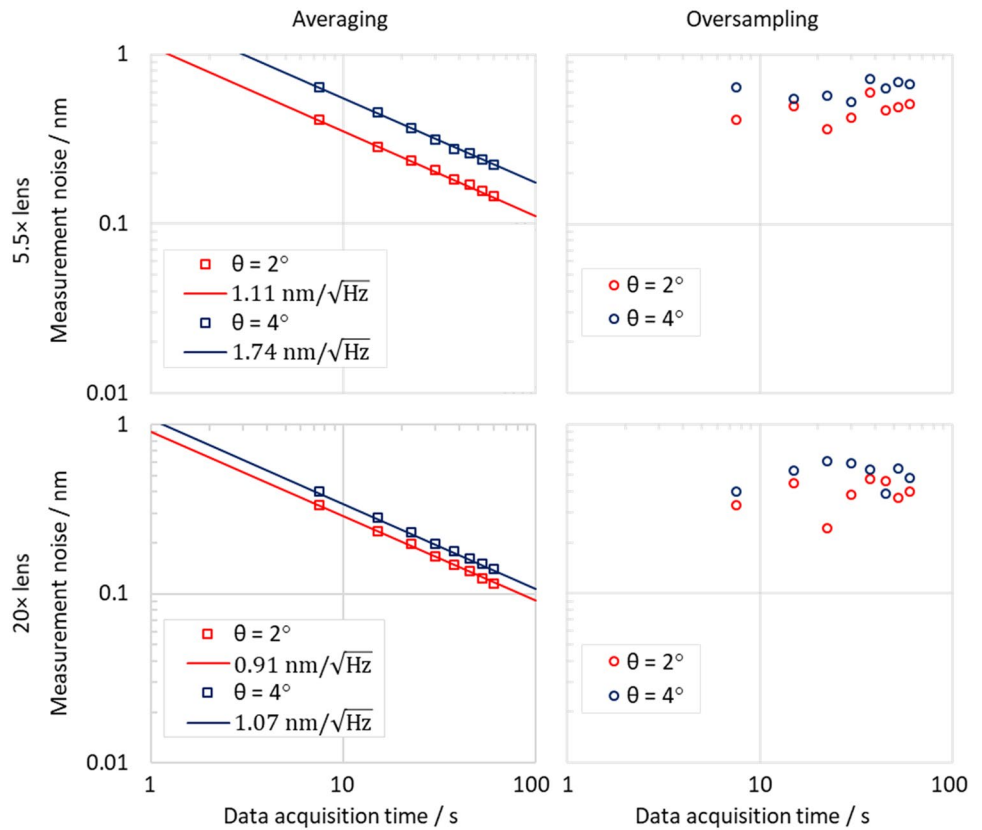 Averaging
Oversampling
5.5× lens
Measurement noise / nm
1
0.1
0.01
θ = 2°
1.11 nm/√Hz
θ = 4°
1.74 nm/√Hz
θ = 2°
θ = 4°
20× lens
Measurement noise / nm
1
0.1
0.01
θ = 2°
0.91 nm/√Hz
θ = 4°
1.07 nm/√Hz
θ = 2°
θ = 4°
1 10 100
Data acquisition time / s
1 10 100
Data acquisition time / s